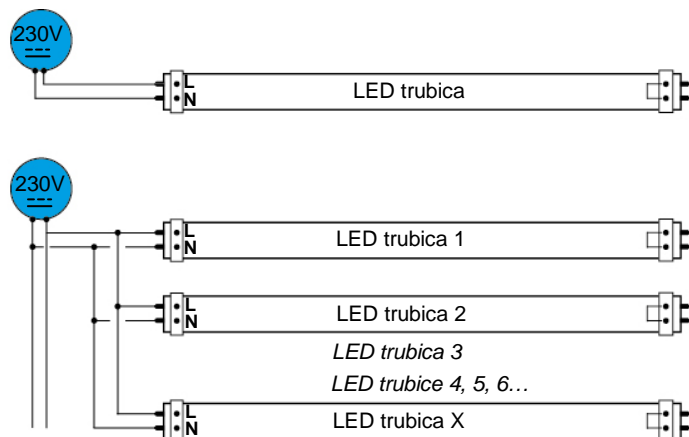 230V
L
N
LED trubica
230V
L
N
LED trubica 1
L
N
LED trubica 2
LED trubica 3
LED trubice 4, 5, 6…
L
N
LED trubica X